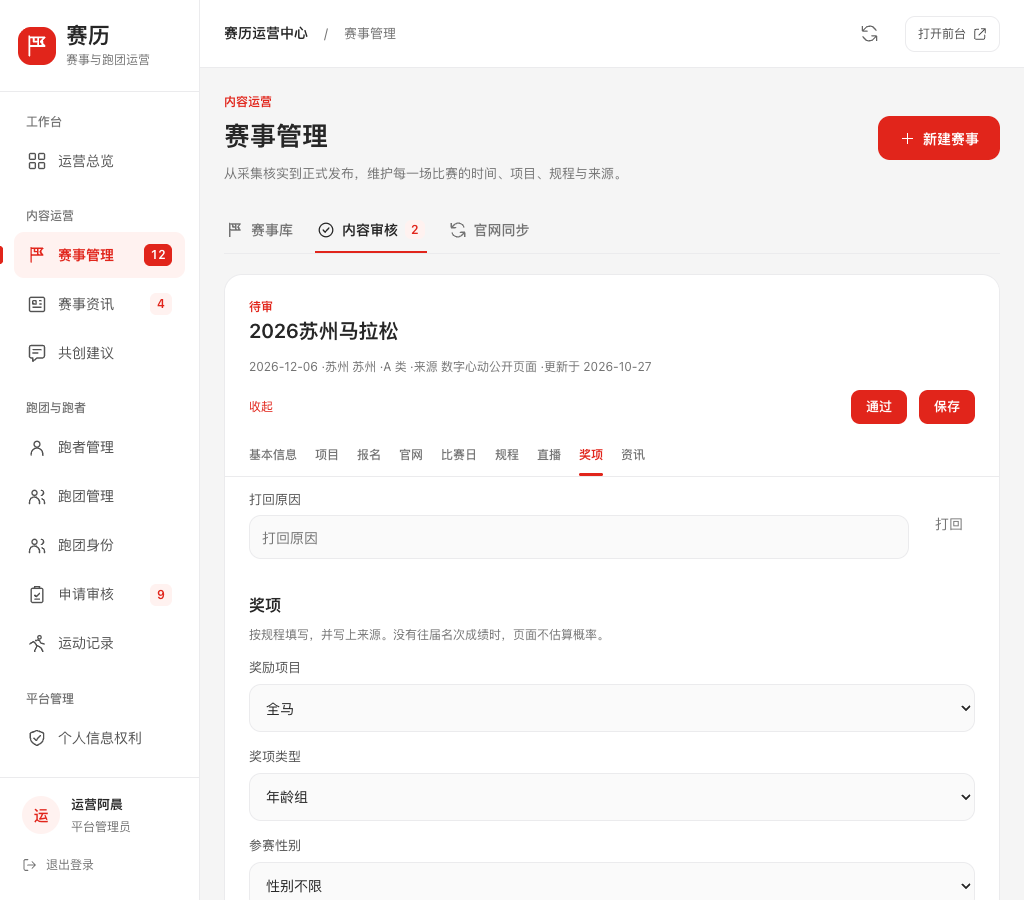 赛历
赛事与跑团运营
工作台
运营总览
内容运营
赛事管理 12
赛事资讯 4
共创建议
跑团与跑者
跑者管理
跑团管理
跑团身份
申请审核 9
运动记录
平台管理
个人信息权利
运
运营阿晨
平台管理员
退出登录
赛历运营中心 / 赛事管理
打开前台
内容运营
赛事管理
从采集核实到正式发布，维护每一场比赛的时间、项目、规程与来源。
新建赛事
赛事库 内容审核 2 官网同步
待审
2026苏州马拉松
2026-12-06 ·苏州 苏州 ·A 类 ·来源 数字心动公开页面 ·更新于 2026-10-27
收起 通过 保存
基本信息 项目 报名 官网 比赛日 规程 直播 奖项 资讯
打回原因
打回原因 打回
奖项
按规程填写，并写上来源。没有往届名次成绩时，页面不估算概率。
奖励项目
全马
奖项类型
年龄组
参赛性别
性别不限